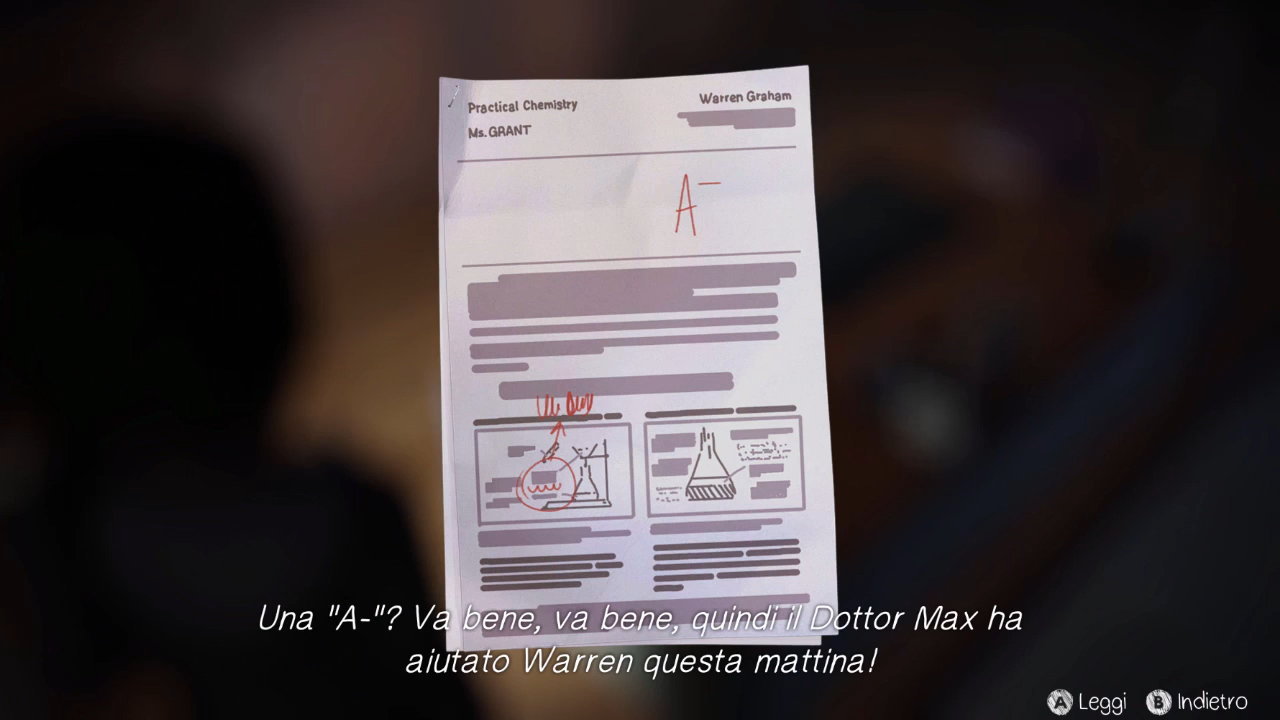 Practical Chemistry
Warren Graham
Ms. GRANT
A-
Una "A-"? Va bene, va bene, quindi il Dottor Max ha
aiutato Warren questa mattina!
A Leggi B Indietro